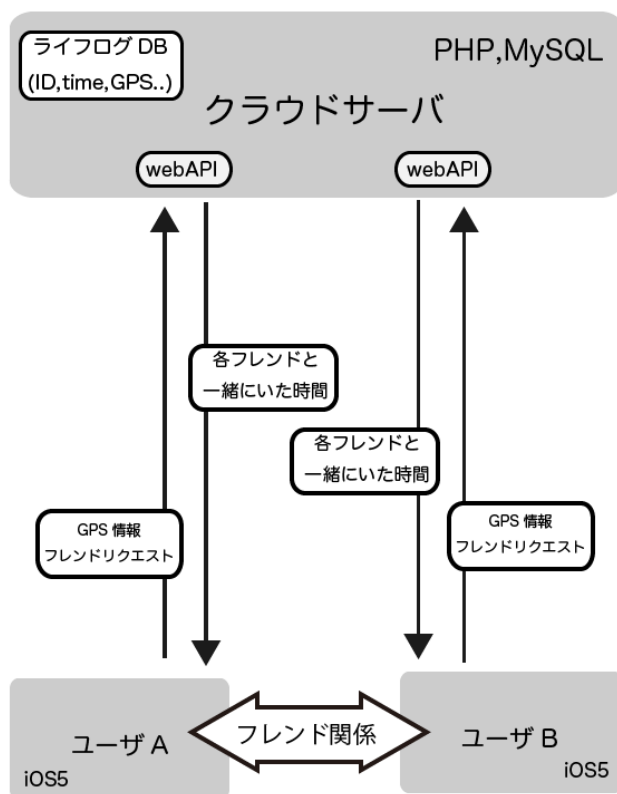 ライフログ DB
(ID,time,GPS..)
PHP,MySQL
クラウドサーバ
webAPI
webAPI
各フレンドと
一緒にいた時間
各フレンドと
一緒にいた時間
GPS 情報
フレンドリクエスト
GPS 情報
フレンドリクエスト
ユーザ A
iOS5
フレンド関係
ユーザ B
iOS5